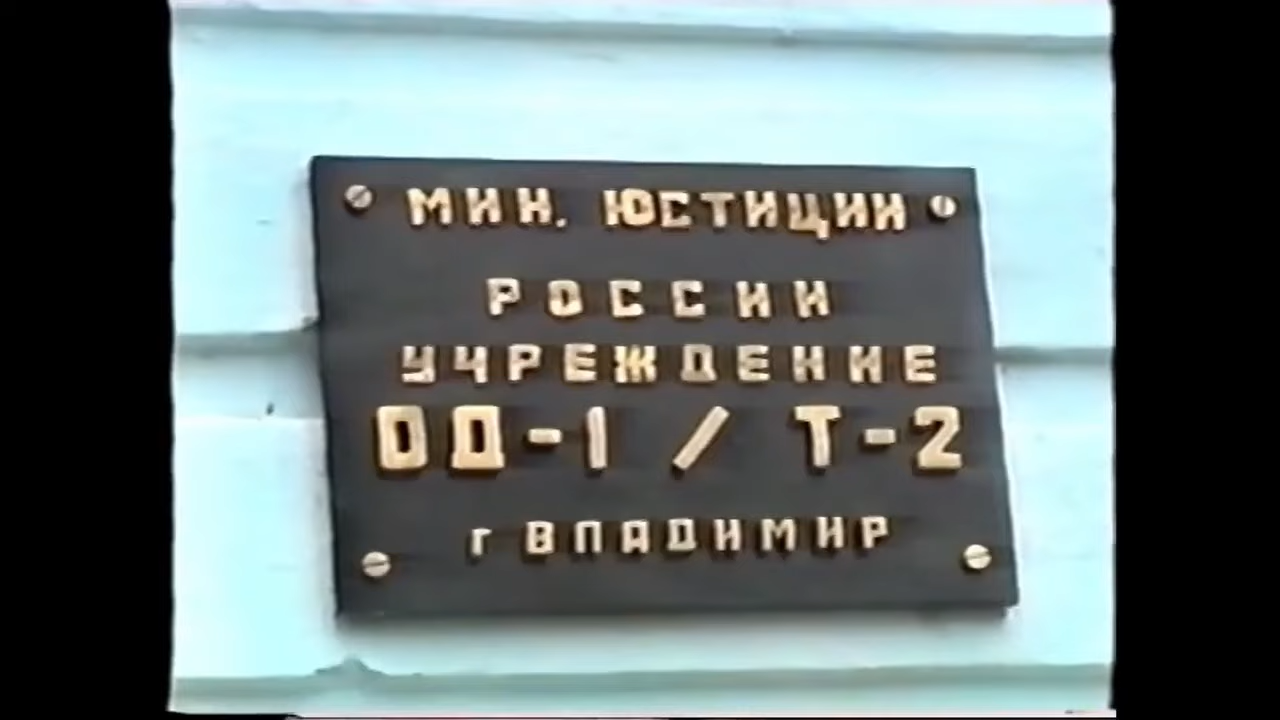 МИН. ЮСТИЦИИ
РОССИИ
УЧРЕЖДЕНИЕ
ОД-1 / Т-2
г ВЛАДИМИР